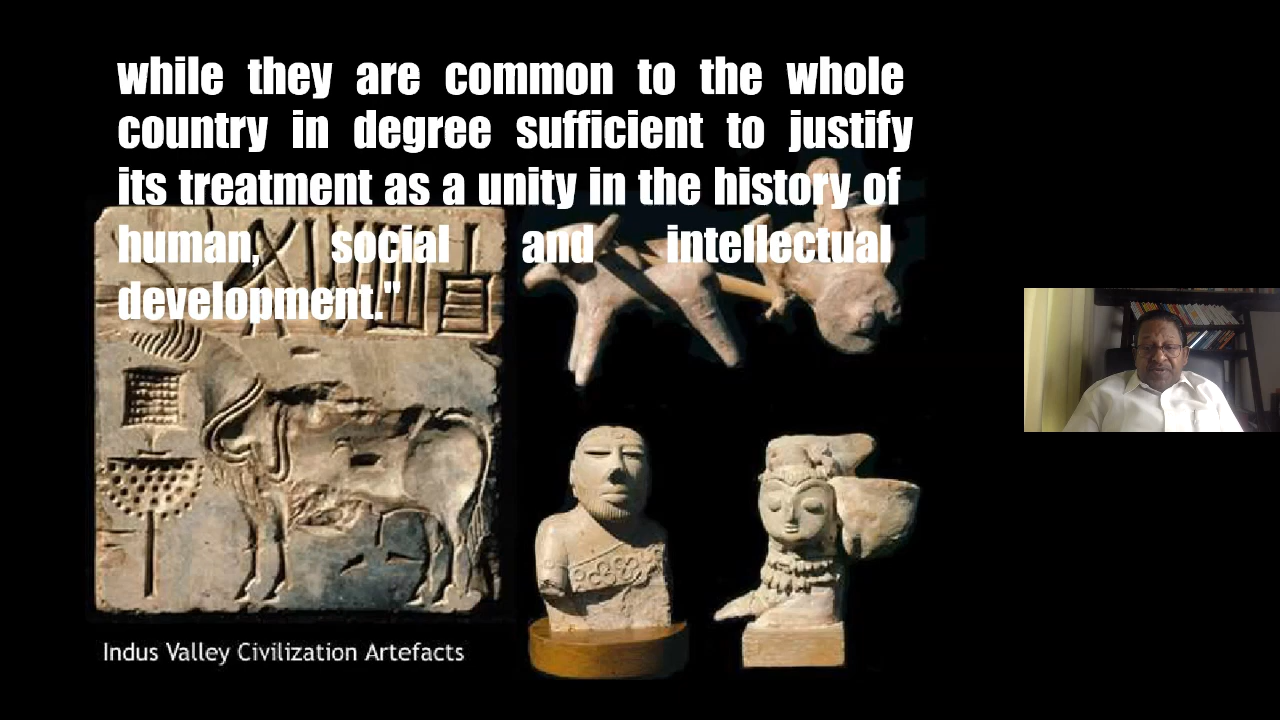 while they are common to the whole
country in degree sufficient to justify
its treatment as a unity in the history of
human, social and intellectual
development."
Indus Valley Civilization Artefacts